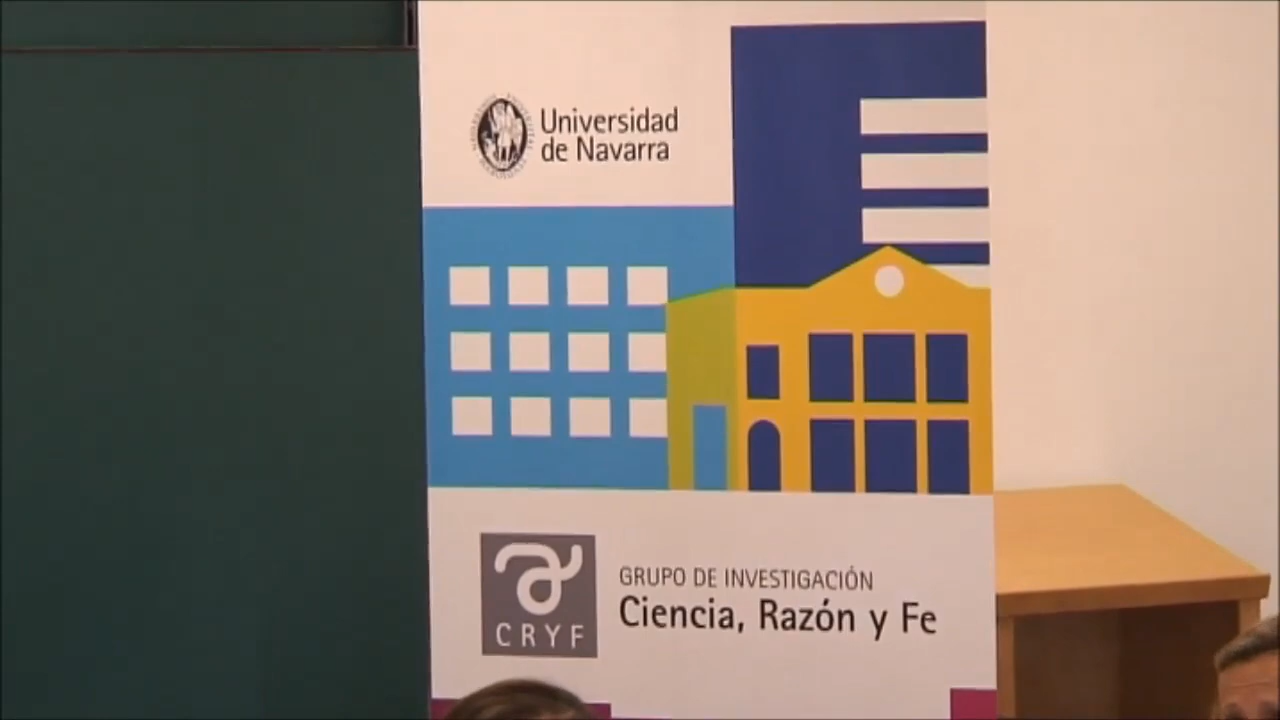 Universidad
de Navarra
CRYF
GRUPO DE INVESTIGACIÓN
Ciencia, Razón y Fe